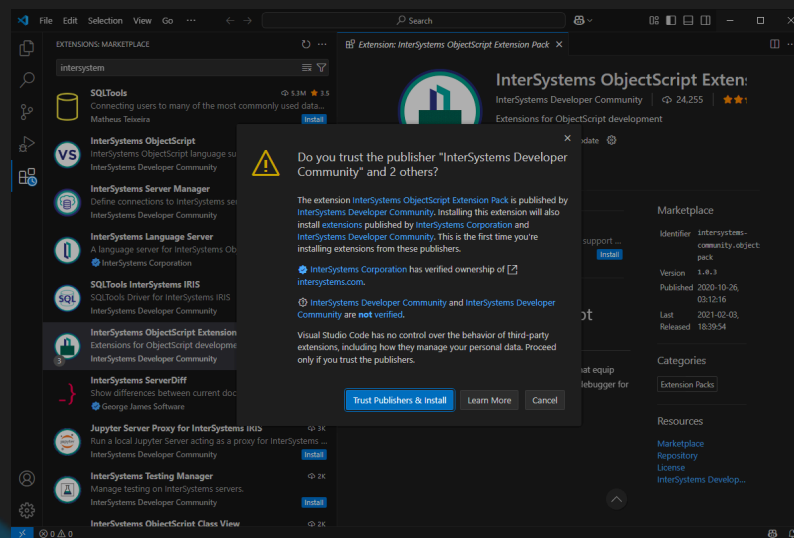 File Edit Selection View Go ··· Search
EXTENSIONS: MARKETPLACE
intersystem
SQLTools 5.3M 3.5
Connecting users to many of the most commonly used data...
Matheus Teixeira Install
InterSystems ObjectScript
InterSystems ObjectScript language su
InterSystems Developer Community
InterSystems Server Manager
Define connections to InterSystems se
InterSystems Developer Community
InterSystems Language Server
A language server for InterSystems Ob
InterSystems Corporation
SQLTools InterSystems IRIS
SQLTools Driver for InterSystems IRIS
InterSystems Developer Community
InterSystems ObjectScript Extension
Extensions for ObjectScript developme
InterSystems Developer Community
3
InterSystems ServerDiff
Show differences between current doc
George James Software
Jupyter Server Proxy for InterSystems IRIS 3K
Run a local Jupyter Server acting as a proxy for InterSystems ...
InterSystems Developer Community Install
InterSystems Testing Manager 2K
Manage testing on InterSystems servers.
InterSystems Developer Community Install
InterSystems ObjectScript Class View 2K
0 0
Extension: InterSystems ObjectScript Extension Pack
InterSystems ObjectScript Exten
InterSystems Developer Community 24,255
Extensions for ObjectScript development
Do you trust the publisher "InterSystems Developer
Community" and 2 others?
The extension InterSystems ObjectScript Extension Pack is published by
InterSystems Developer Community. Installing this extension will also
install extensions published by InterSystems Corporation and
InterSystems Developer Community. This is the first time you're
installing extensions from these publishers.
InterSystems Corporation has verified ownership of
intersystems.com.
InterSystems Developer Community and InterSystems Developer
Community are not verified.
Visual Studio Code has no control over the behavior of third-party
extensions, including how they manage your personal data. Proceed
only if you trust the publishers.
Trust Publishers & Install Learn More Cancel
support ...
Install
pt
at equip
ebugger for
Marketplace
Identifier intersystems-
community.object
pack
Version 1.0.3
Published 2020-10-26,
03:12:16
Last 2021-02-03,
Released 18:39:54
Categories
Extension Packs
Resources
Marketplace
Repository
License
InterSystems Develop...
VS
SQL